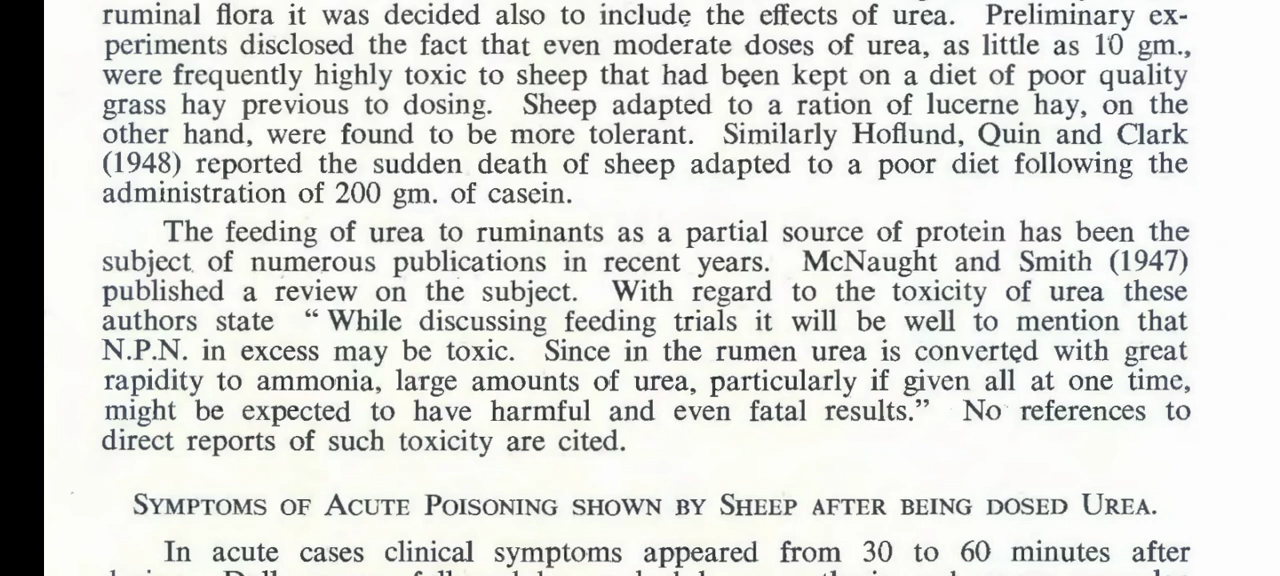 ruminal flora it was decided also to include the effects of urea. Preliminary ex-
periments disclosed the fact that even moderate doses of urea, as little as 10 gm.,
were frequently highly toxic to sheep that had been kept on a diet of poor quality
grass hay previous to dosing. Sheep adapted to a ration of lucerne hay, on the
other hand, were found to be more tolerant. Similarly Hoflund, Quin and Clark
(1948) reported the sudden death of sheep adapted to a poor diet following the
administration of 200 gm. of casein.
The feeding of urea to ruminants as a partial source of protein has been the
subject of numerous publications in recent years. McNaught and Smith (1947)
published a review on the subject. With regard to the toxicity of urea these
authors state “ While discussing feeding trials it will be well to mention that
N.P.N. in excess may be toxic. Since in the rumen urea is converted with great
rapidity to ammonia, large amounts of urea, particularly if given all at one time,
might be expected to have harmful and even fatal results.” No references to
direct reports of such toxicity are cited.
SYMPTOMS OF ACUTE POISONING SHOWN BY SHEEP AFTER BEING DOSED UREA.
In acute cases clinical symptoms appeared from 30 to 60 minutes after